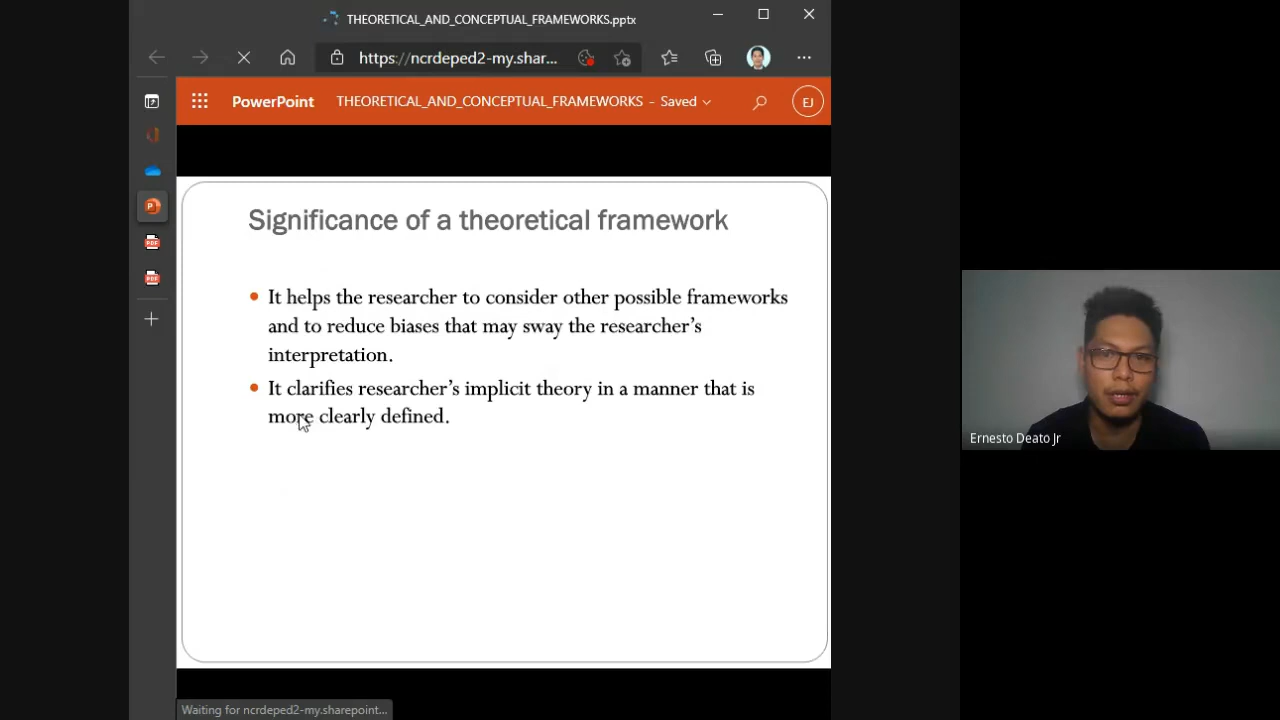 THEORETICAL_AND_CONCEPTUAL_FRAMEWORKS.pptx
https://ncrdeped2-my.shar...
PowerPoint THEORETICAL_AND_CONCEPTUAL_FRAMEWORKS - Saved
EJ
Significance of a theoretical framework
• It helps the researcher to consider other possible frameworks
and to reduce biases that may sway the researcher's
interpretation.
• It clarifies researcher's implicit theory in a manner that is
more clearly defined.
Ernesto Deato Jr
Waiting for ncrdeped2-my.sharepoint...
P
PDF
PDF